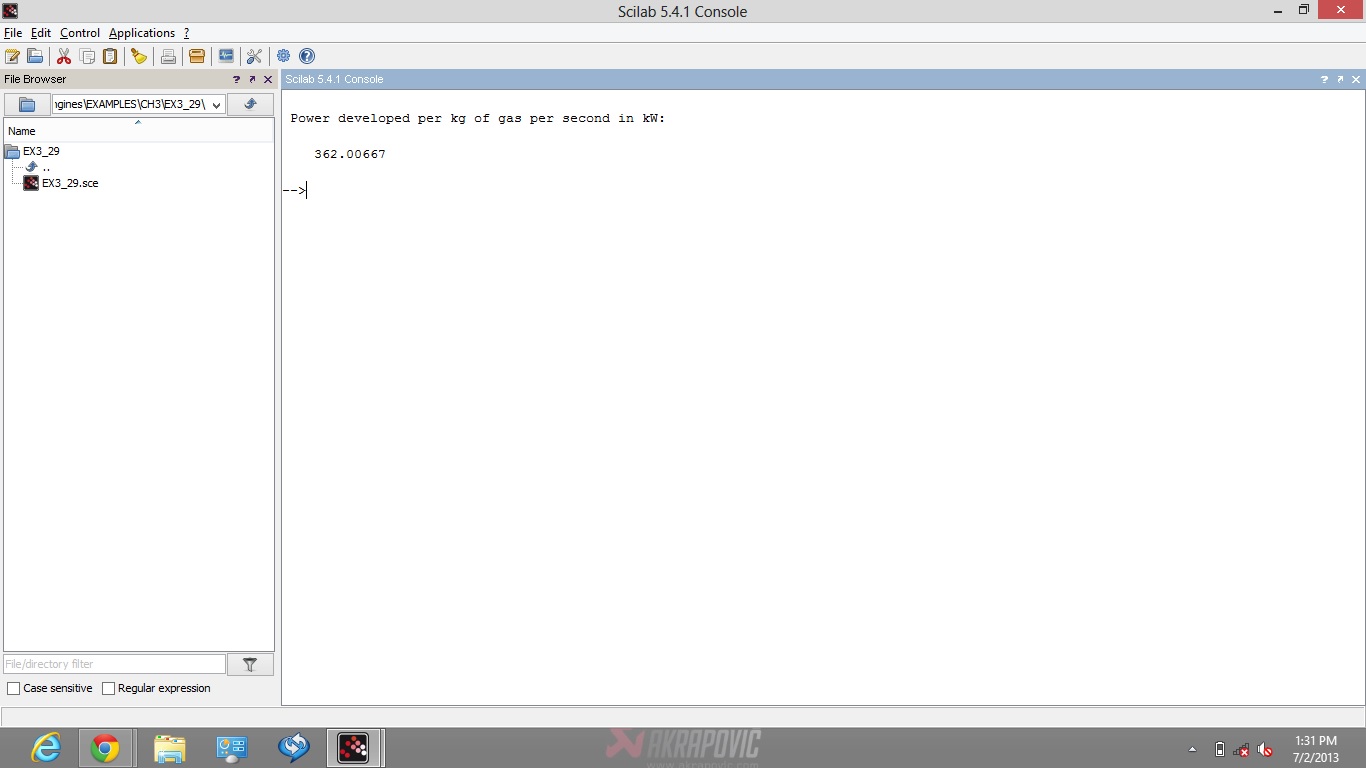 Scilab 5.4.1 Console
File Edit Control Applications ?
File Browser
Scilab 5.4.1 Console
ıgines\EXAMPLES\CH3\EX3_29\
Name
EX3_29
..
EX3_29.sce
Power developed per kg of gas per second in kW:
362.00667
-->
File/directory filter
Case sensitive Regular expression
AKRAPOVIC
www.akrapovic.com
1:31 PM
7/2/2013